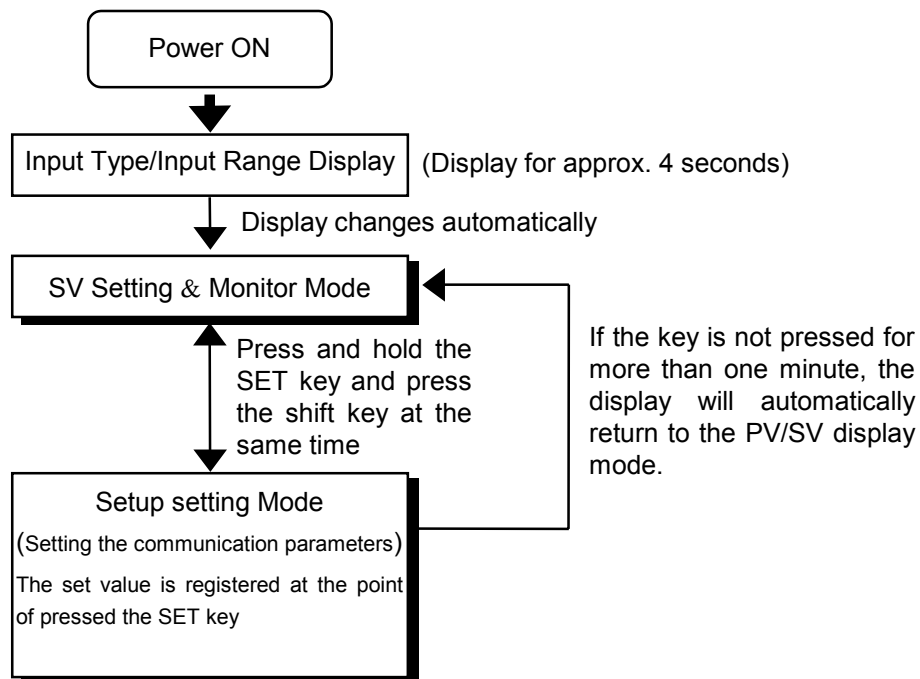 Power ON
Input Type/Input Range Display
(Display for approx. 4 seconds)
Display changes automatically
SV Setting & Monitor Mode
Press and hold the
SET key and press
the shift key at the
same time
If the key is not pressed for
more than one minute, the
display will automatically
return to the PV/SV display
mode.
Setup setting Mode
(Setting the communication parameters)
The set value is registered at the point
of pressed the SET key